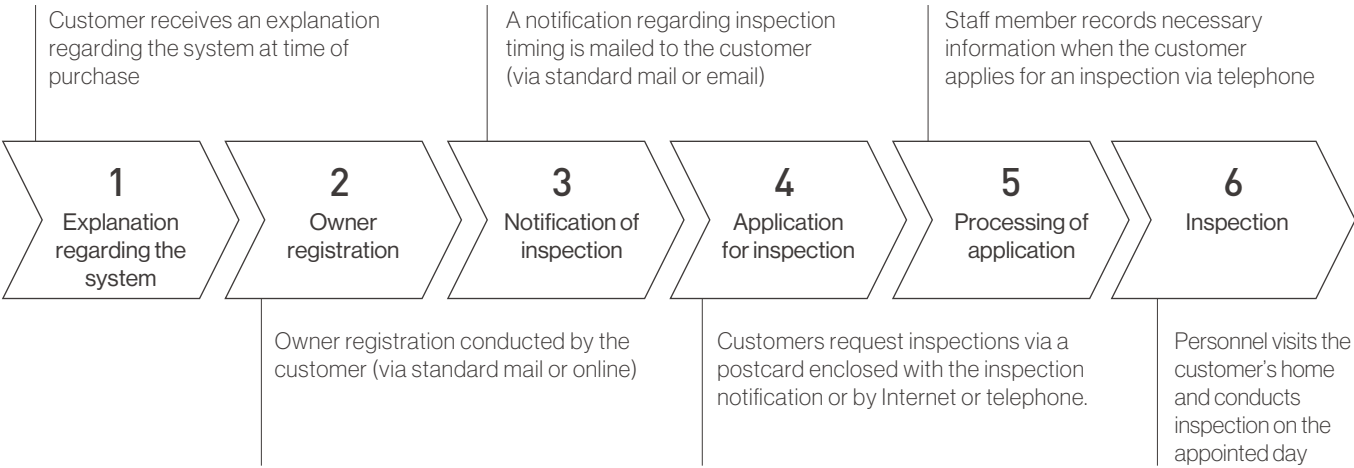 Customer receives an explanation
regarding the system at time of
purchase
A notification regarding inspection
timing is mailed to the customer
(via standard mail or email)
Staff member records necessary
information when the customer
applies for an inspection via telephone
1
Explanation
regarding the
system
2
Owner
registration
3
Notification of
inspection
4
Application
for inspection
5
Processing of
application
6
Inspection
Owner registration conducted by the
customer (via standard mail or online)
Customers request inspections via a
postcard enclosed with the inspection
notification or by Internet or telephone.
Personnel visits the
customer's home
and conducts
inspection on the
appointed day